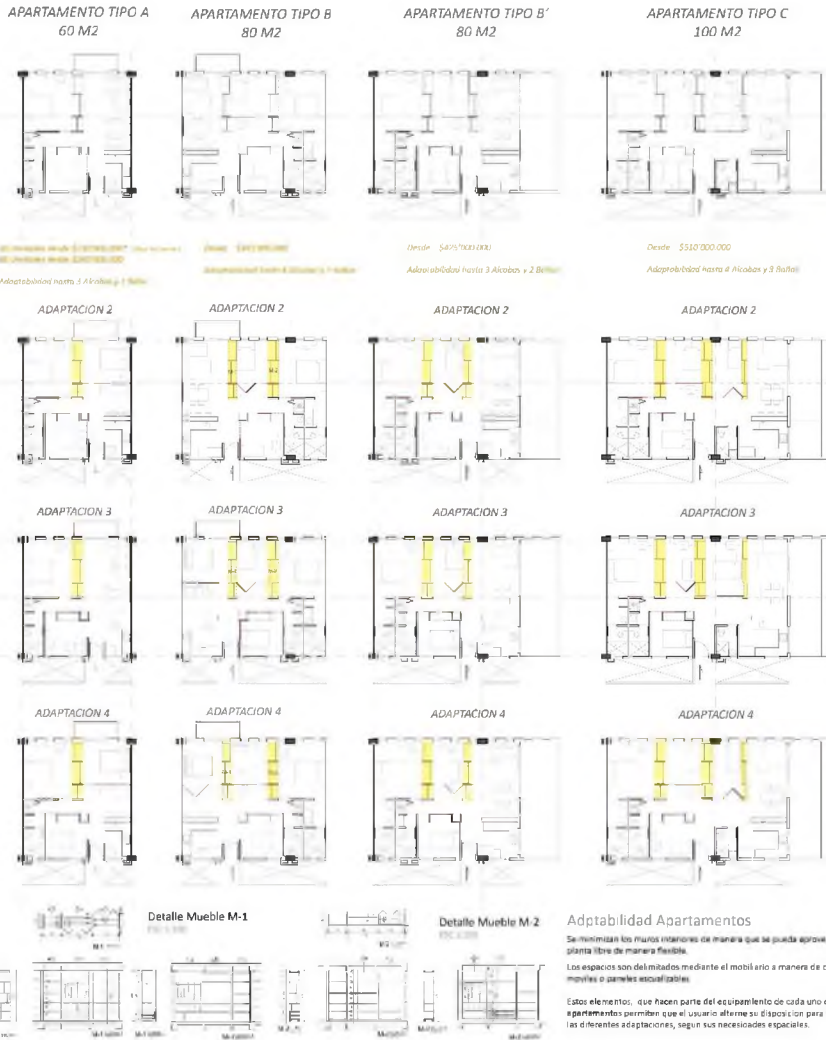 APARTAMENTO TIPO A
60 M2
APARTAMENTO TIPO B
80 M2
APARTAMENTO TIPO B'
80 M2
APARTAMENTO TIPO C
100 M2
Desde
Desde $475'000.000
Desde $510'000.000
Adaptabilidad hasta 3 Alcobas y
Adaptabilidad hasta 3 Alcobas y 2 Baños
Adaptabilidad hasta 4 Alcobas y 3 Baños
ADAPTACION 2
ADAPTACION 2
ADAPTACION 2
ADAPTACION 2
ADAPTACION 3
ADAPTACION 3
ADAPTACION 3
ADAPTACION 3
ADAPTACION 4
ADAPTACION 4
ADAPTACION 4
ADAPTACION 4
Detalle Mueble M-1
Detalle Mueble M-2
Adptabilidad Apartamentos
Se minimizan los muros interiores de manera que se pueda aprove
planta libre de manera flexible.
Los espacios son delimitados mediante el mobiliario a manera de c
moviles o paneles escualizables
Estos elementos, que hacen parte del equipamiento de cada uno
apartamentos permiten que el usuario alterne su disposicion para
las diferentes adaptaciones, segun sus necesidades espaciales.